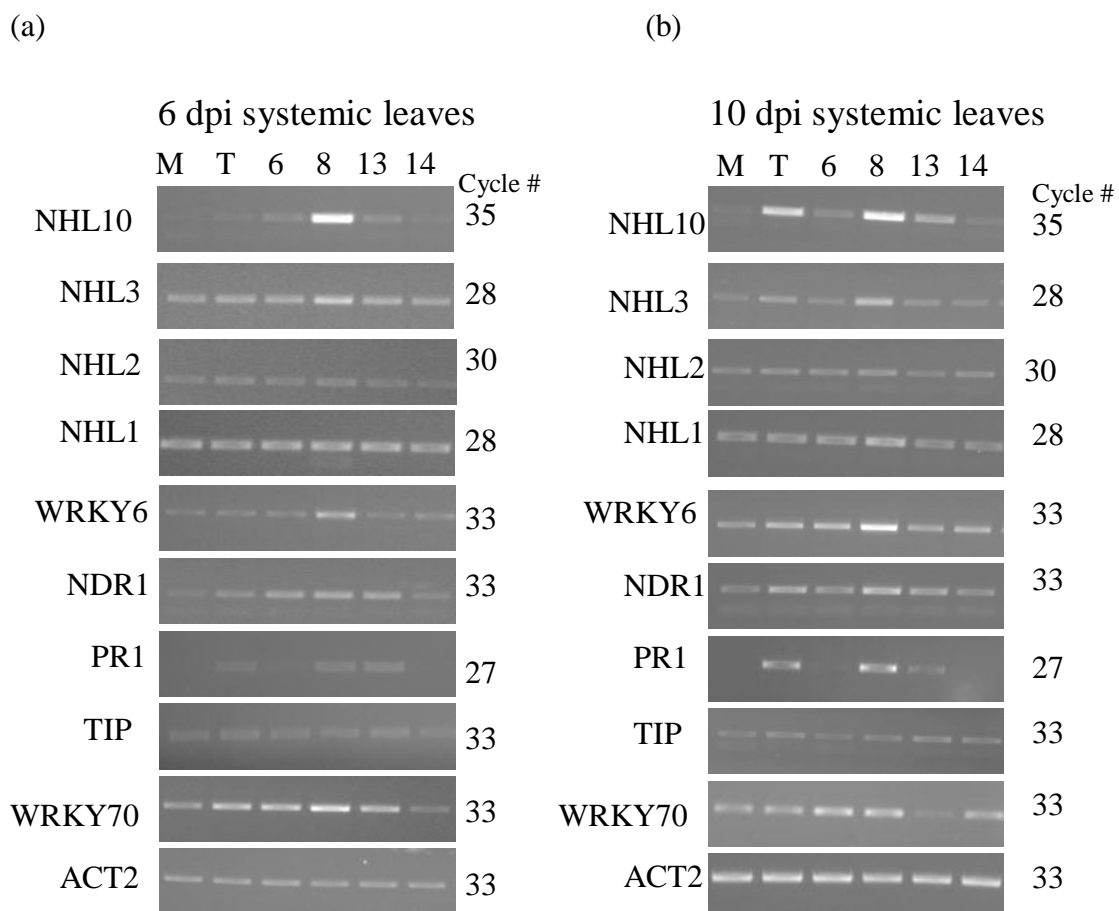 (a)
6 dpi systemic leaves
M T 6 8 13 14
Cycle #
NHL10 35
NHL3 28
NHL2 30
NHL1 28
WRKY6 33
NDR1 33
PR1 27
TIP 33
WRKY70 33
ACT2 33
(b)
10 dpi systemic leaves
M T 6 8 13 14
Cycle #
NHL10 35
NHL3 28
NHL2 30
NHL1 28
WRKY6 33
NDR1 33
PR1 27
TIP 33
WRKY70 33
ACT2 33